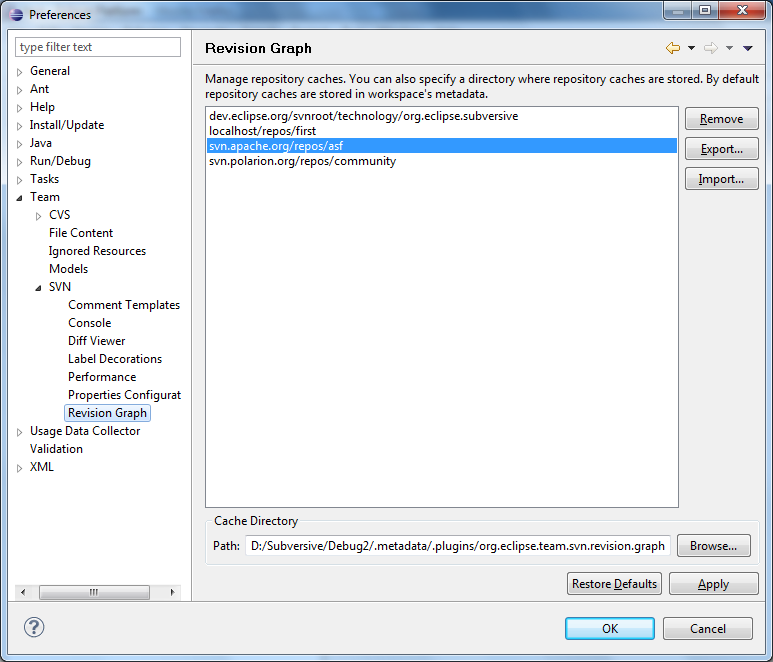 Preferences
type filter text
General
Ant
Help
Install/Update
Java
Run/Debug
Tasks
Team
CVS
File Content
Ignored Resources
Models
SVN
Comment Templates
Console
Diff Viewer
Label Decorations
Performance
Properties Configurat
Revision Graph
Usage Data Collector
Validation
XML
Revision Graph
Manage repository caches. You can also specify a directory where repository caches are stored. By default
repository caches are stored in workspace's metadata.
dev.eclipse.org/svnroot/technology/org.eclipse.subversive
localhost/repos/first
svn.apache.org/repos/asf
svn.polarion.org/repos/community
Remove
Export...
Import...
Cache Directory
Path: D:/Subversive/Debug2/.metadata/.plugins/org.eclipse.team.svn.revision.graph Browse...
Restore Defaults Apply
? OK Cancel